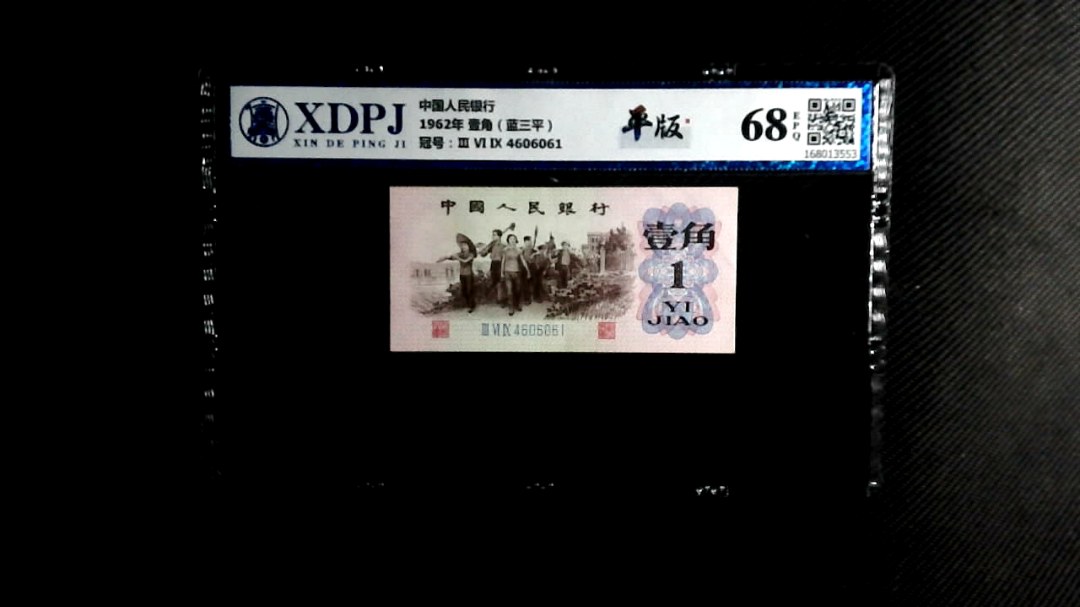 XDPJ
XIN DE PING JI
中国人民银行
1962年 壹角（蓝三平）
冠号：Ⅲ Ⅵ Ⅸ 4606061
平版
68
EPQ
168013553
中國人民銀行
壹角
1
YI
JIAO
Ⅲ Ⅵ Ⅸ 4606061